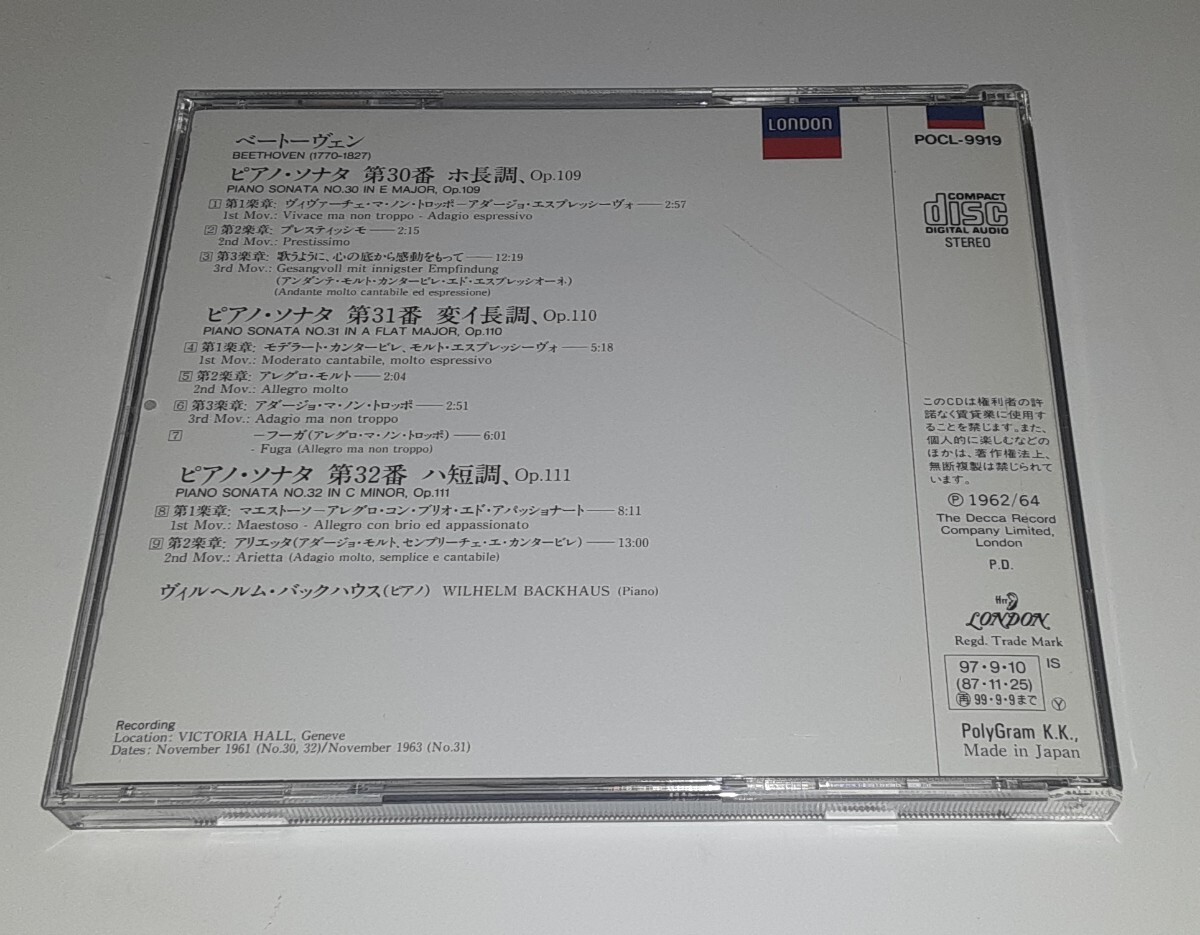 ベートーヴェン
BEETHOVEN (1770-1827)
ピアノ・ソナタ 第30番 ホ長調、Op.109
PIANO SONATA NO.30 IN E MAJOR, Op.109
1 第1楽章: ヴィヴァーチェ・マ・ノン・トロッポ－アダージョ・エスプレッシーヴォ——2:57
1st Mov.: Vivace ma non troppo - Adagio espressivo
2 第2楽章: プレスティッシモ——2:15
2nd Mov.: Prestissimo
3 第3楽章: 歌うように、心の底から感動をもって——12:19
3rd Mov.: Gesangvoll mit innigster Empfindung
(アンダンテ・モルト・カンタービレ・エド・エスプレッシオーネ)
(Andante molto cantabile ed espressione)
ピアノ・ソナタ 第31番 変イ長調、Op.110
PIANO SONATA NO.31 IN A FLAT MAJOR, Op.110
4 第1楽章: モデラート・カンタービレ、モルト・エスプレッシーヴォ——5:18
1st Mov.: Moderato cantabile, molto espressivo
5 第2楽章: アレグロ・モルト——2:04
2nd Mov.: Allegro molto
6 第3楽章: アダージョ・マ・ノン・トロッポ——2:51
3rd Mov.: Adagio ma non troppo
7 －フーガ(アレグロ・マ・ノン・トロッポ)——6:01
- Fuga (Allegro ma non troppo)
ピアノ・ソナタ 第32番 ハ短調、Op.111
PIANO SONATA NO.32 IN C MINOR, Op.111
8 第1楽章: マエストーソ－アレグロ・コン・ブリオ・エド・アパッショナート——8:11
1st Mov.: Maestoso - Allegro con brio ed appassionato
9 第2楽章: アリエッタ(アダージョ・モルト、センプリーチェ・エ・カンタービレ)——13:00
2nd Mov.: Arietta (Adagio molto, semplice e cantabile)
ヴィルヘルム・バックハウス(ピアノ) WILHELM BACKHAUS (Piano)
Recording
Location: VICTORIA HALL, Geneve
Dates: November 1961 (No.30, 32)/November 1963 (No.31)
LONDON
POCL-9919
COMPACT
disc
DIGITAL AUDIO
STEREO
このCDは権利者の許
諾なく賃貸業に使用す
ることを禁じます。また、
個人的に楽しむなどの
ほかは、著作権法上、
無断複製は禁じられて
います。
Ⓟ 1962/64
The Decca Record
Company Limited,
London
P.D.
ffrr
LONDON
Regd. Trade Mark
97・9・10 IS
(87・11・25)
再 99・9・9まで Ⓨ
PolyGram K.K.,
Made in Japan